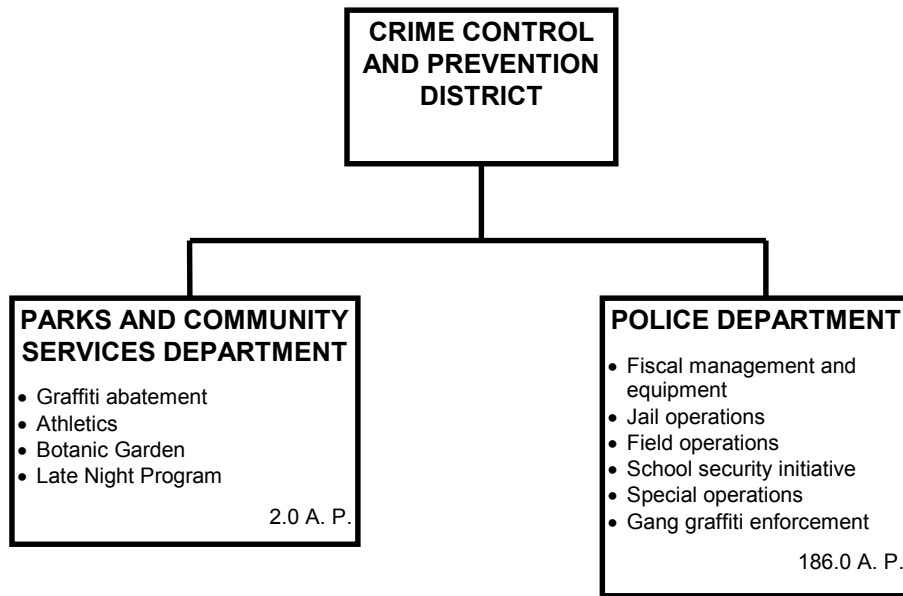 CRIME CONTROL
AND PREVENTION
DISTRICT
PARKS AND COMMUNITY
SERVICES DEPARTMENT
• Graffiti abatement
• Athletics
• Botanic Garden
• Late Night Program
2.0 A. P.
POLICE DEPARTMENT
• Fiscal management and
equipment
• Jail operations
• Field operations
• School security initiative
• Special operations
• Gang graffiti enforcement
186.0 A. P.